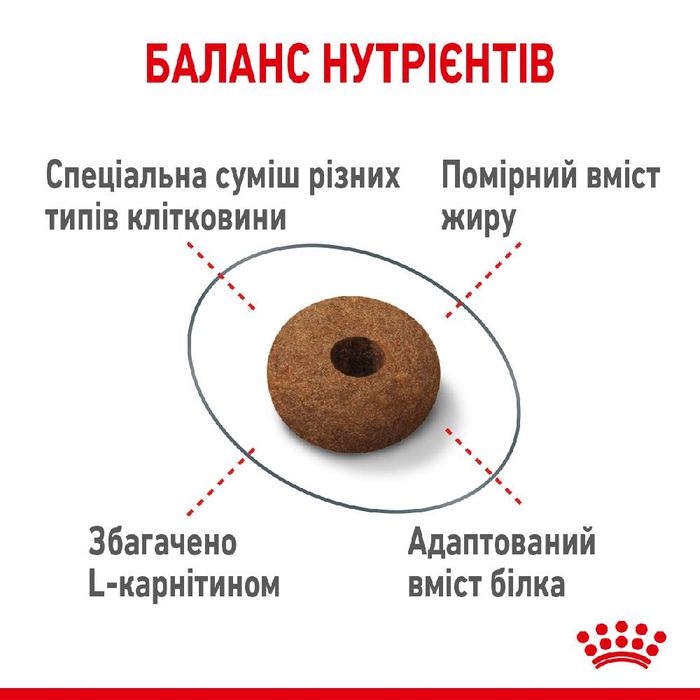 БАЛАНС НУТРІЄНТІВ
Спеціальна суміш різних
типів клітковини
Помірний вміст
жиру
Збагачено
L-карнітином
Адаптований
вміст білка